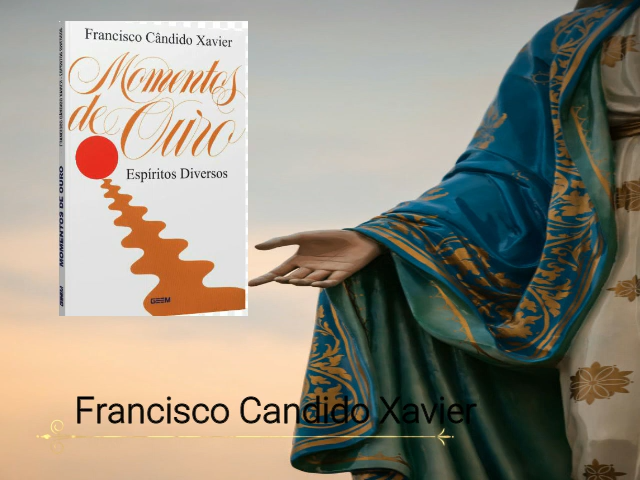 Francisco Cândido Xavier
Momentos
de Ouro
Espíritos Diversos
MOMENTOS DE OURO
GEEM
Francisco Candido Xavier